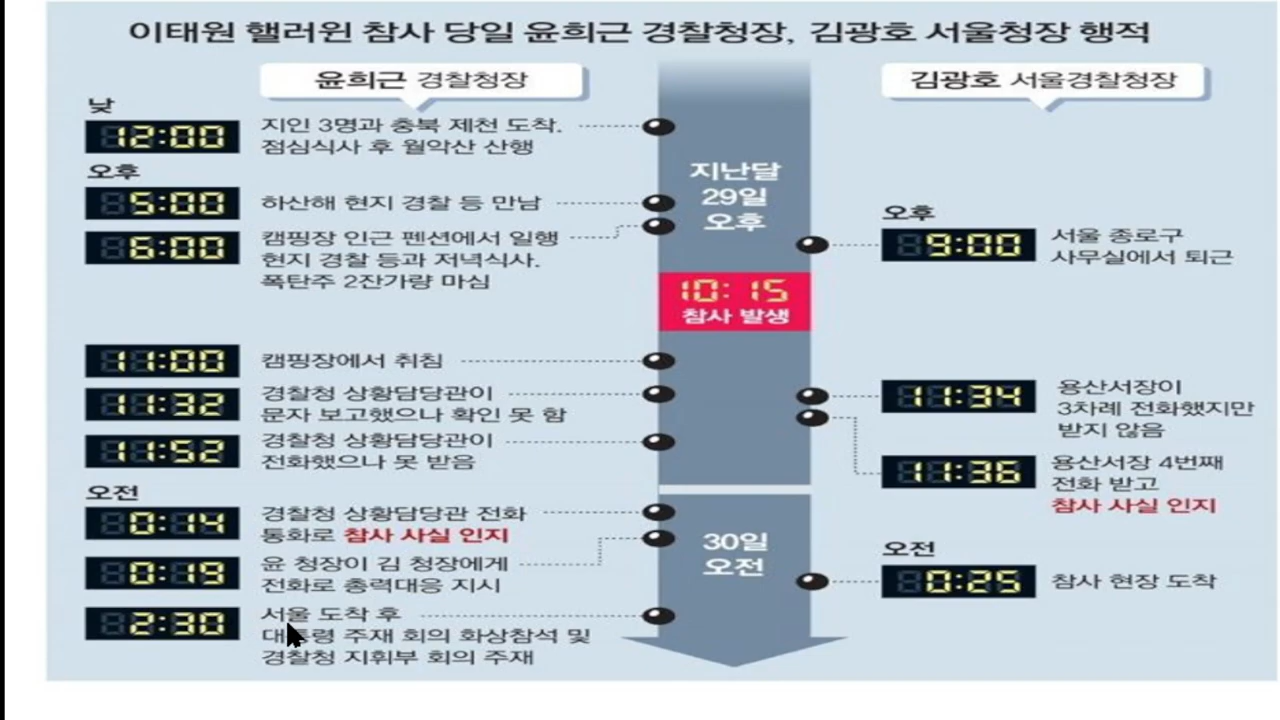 이태원 핼러윈 참사 당일 윤희근 경찰청장, 김광호 서울청장 행적
윤희근 경찰청장
낮
12:00
지인 3명과 충북 제천 도착.
점심식사 후 월악산 산행
오후
5:00
하산해 현지 경찰 등 만남
6:00
캠핑장 인근 펜션에서 일행
현지 경찰 등과 저녁식사.
폭탄주 2잔가량 마심
11:00
캠핑장에서 취침
11:32
경찰청 상황담당관이
문자 보고했으나 확인 못 함
11:52
경찰청 상황담당관이
전화했으나 못 받음
오전
0:14
경찰청 상황담당관 전화
통화로 참사 사실 인지
0:19
윤 청장이 김 청장에게
전화로 총력대응 지시
2:30
서울 도착 후
대통령 주재 회의 화상참석 및
경찰청 지휘부 회의 주재
지난달
29일
오후
10:15
참사 발생
30일
오전
김광호 서울경찰청장
오후
9:00
서울 종로구
사무실에서 퇴근
11:34
용산서장이
3차례 전화했지만
받지 않음
11:36
용산서장 4번째
전화 받고
참사 사실 인지
오전
0:25
참사 현장 도착